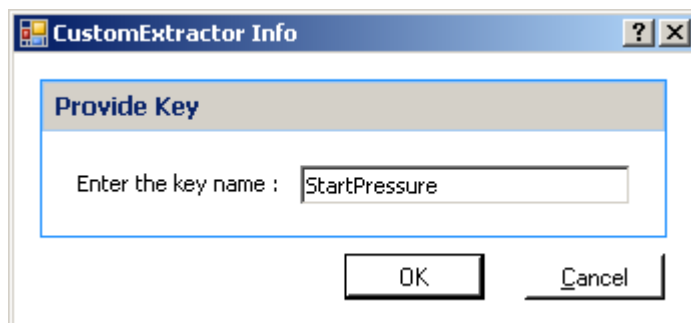 CustomExtractor Info
Provide Key
Enter the key name : StartPressure
OK Cancel